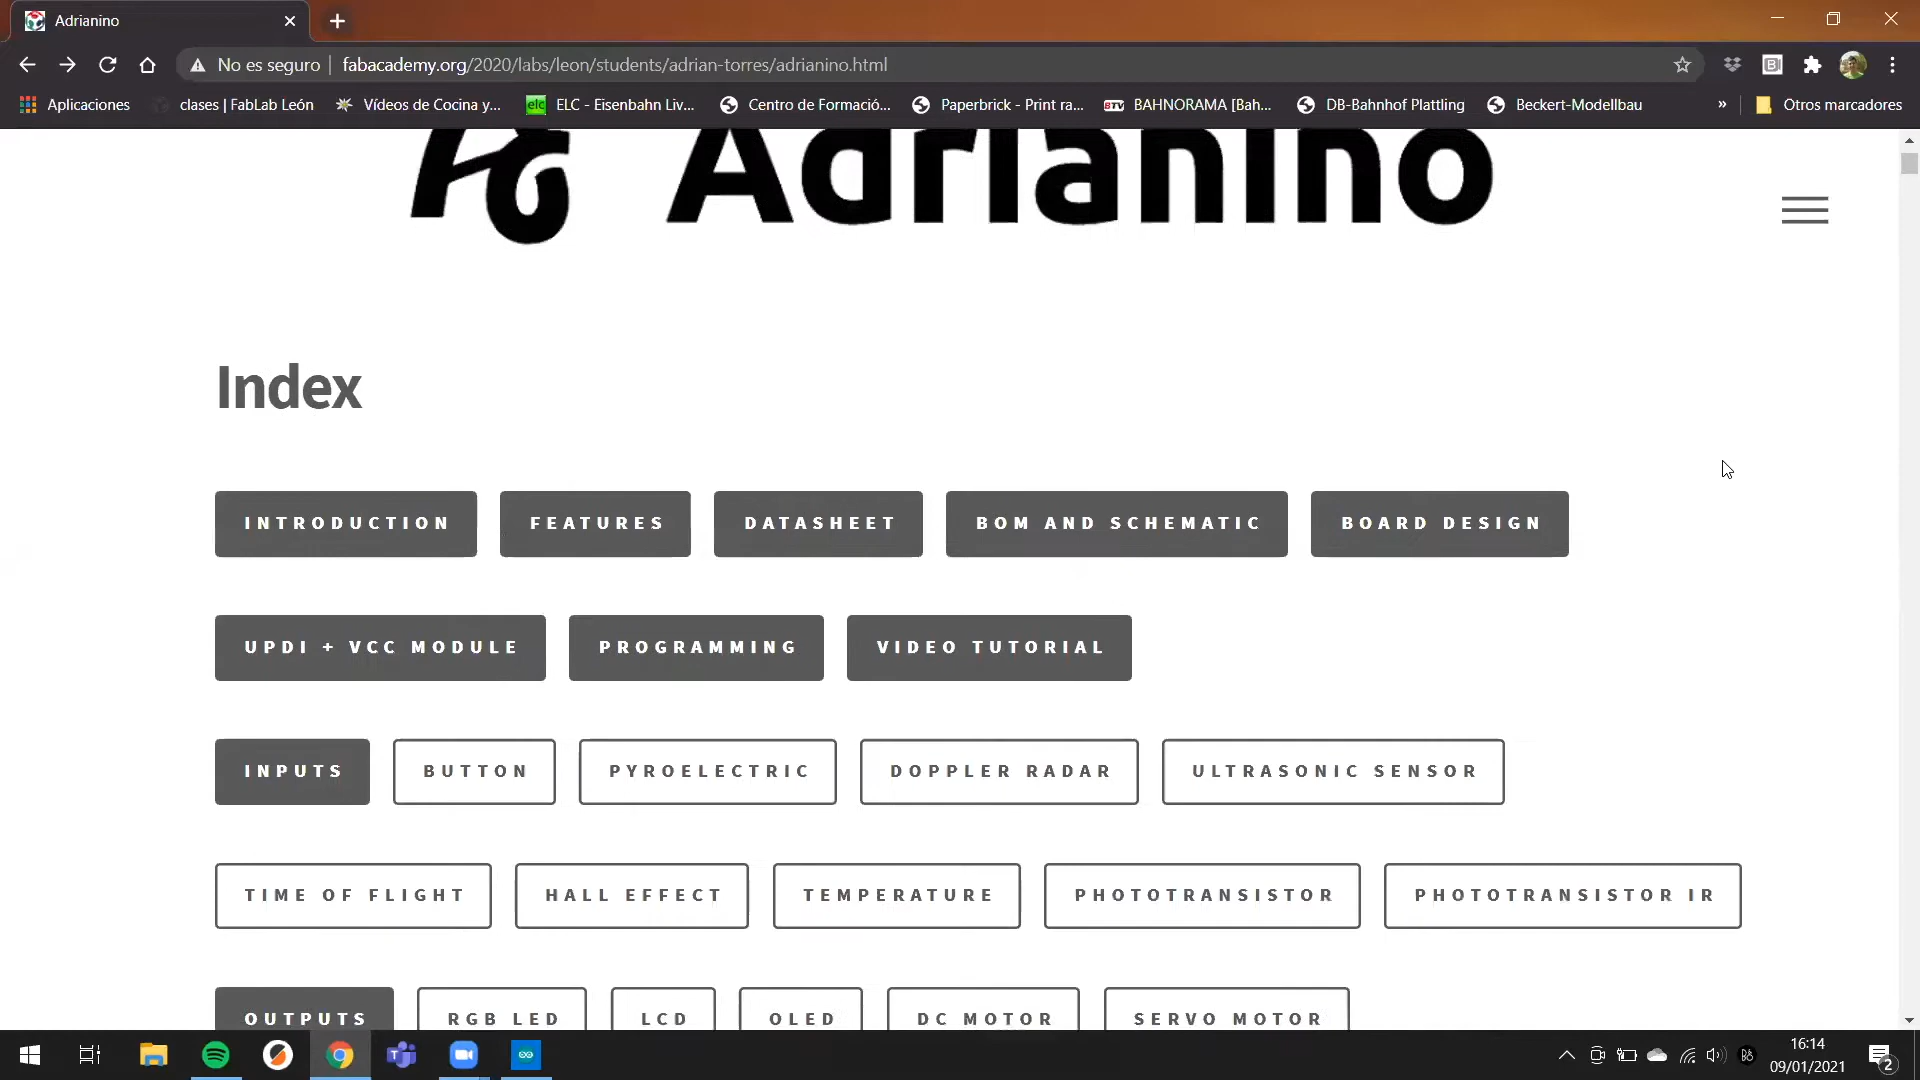 Adrianino
No es seguro | fabacademy.org/2020/labs/leon/students/adrian-torres/adrianino.html
Aplicaciones clases | FabLab León Vídeos de Cocina y... elc ELC - Eisenbahn Liv... Centro de Formació... Paperbrick - Print ra... BTV BAHNORAMA [Bah... DB-Bahnhof Plattling Beckert-Modellbau » Otros marcadores
Adrianino
Index
INTRODUCTION FEATURES DATASHEET BOM AND SCHEMATIC BOARD DESIGN
UPDI + VCC MODULE PROGRAMMING VIDEO TUTORIAL
INPUTS BUTTON PYROELECTRIC DOPPLER RADAR ULTRASONIC SENSOR
TIME OF FLIGHT HALL EFFECT TEMPERATURE PHOTOTRANSISTOR PHOTOTRANSISTOR IR
OUTPUTS RGB LED LCD OLED DC MOTOR SERVO MOTOR
16:14
09/01/2021
2